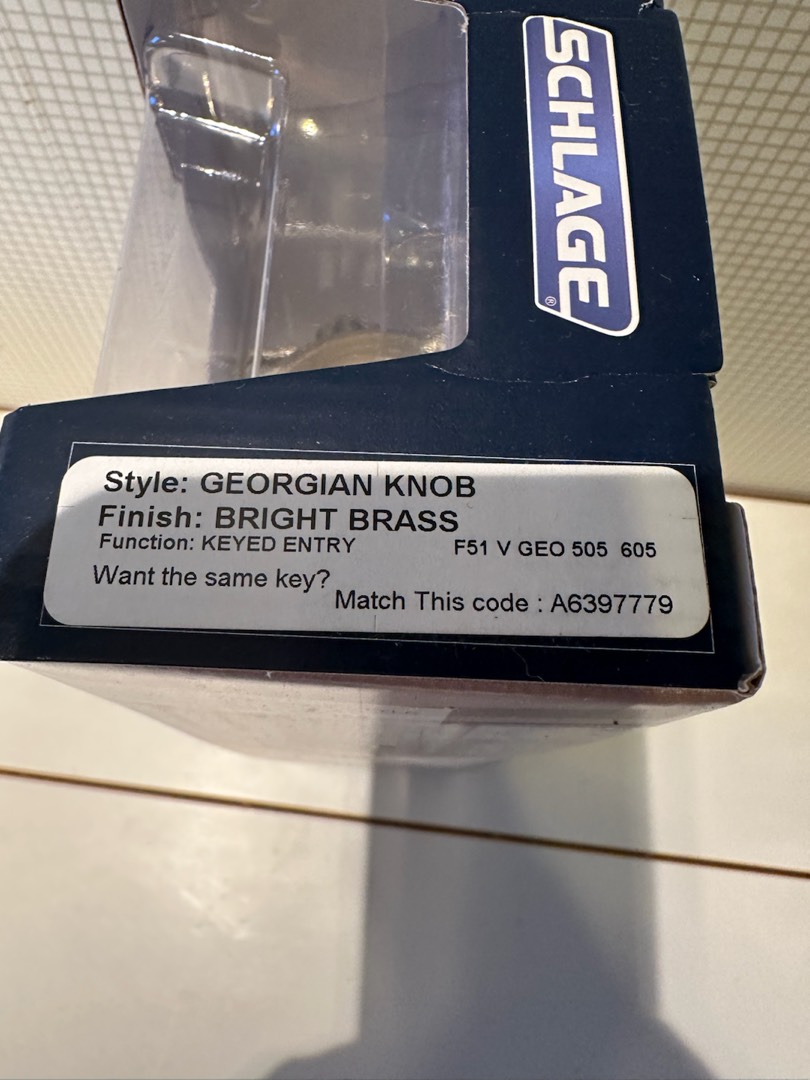 SCHLAGE®
Style: GEORGIAN KNOB
Finish: BRIGHT BRASS
Function: KEYED ENTRY F51 V GEO 505 605
Want the same key?
Match This code : A6397779